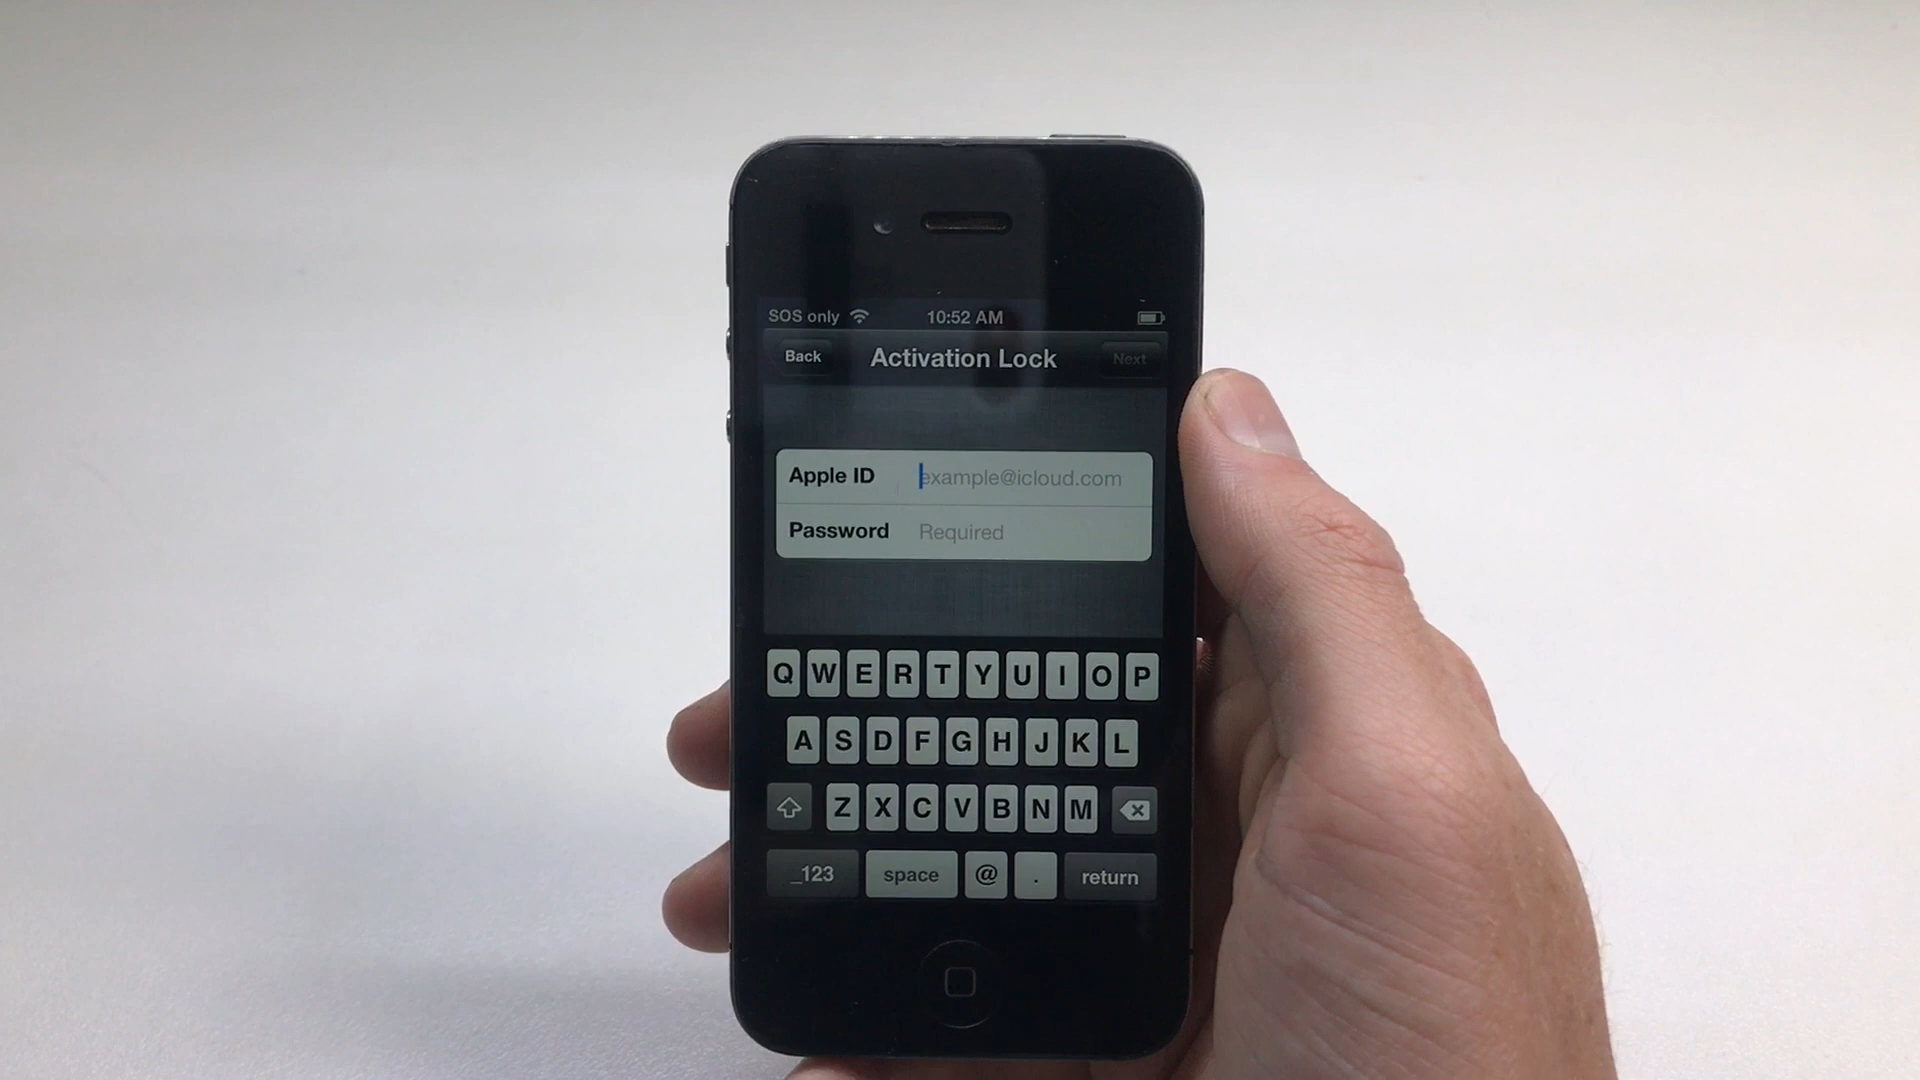 SOS only 10:52 AM
Back Activation Lock Next
Apple ID example@icloud.com
Password Required
Q W E R T Y U I O P
A S D F G H J K L
Z X C V B N M
_123 space @ . return